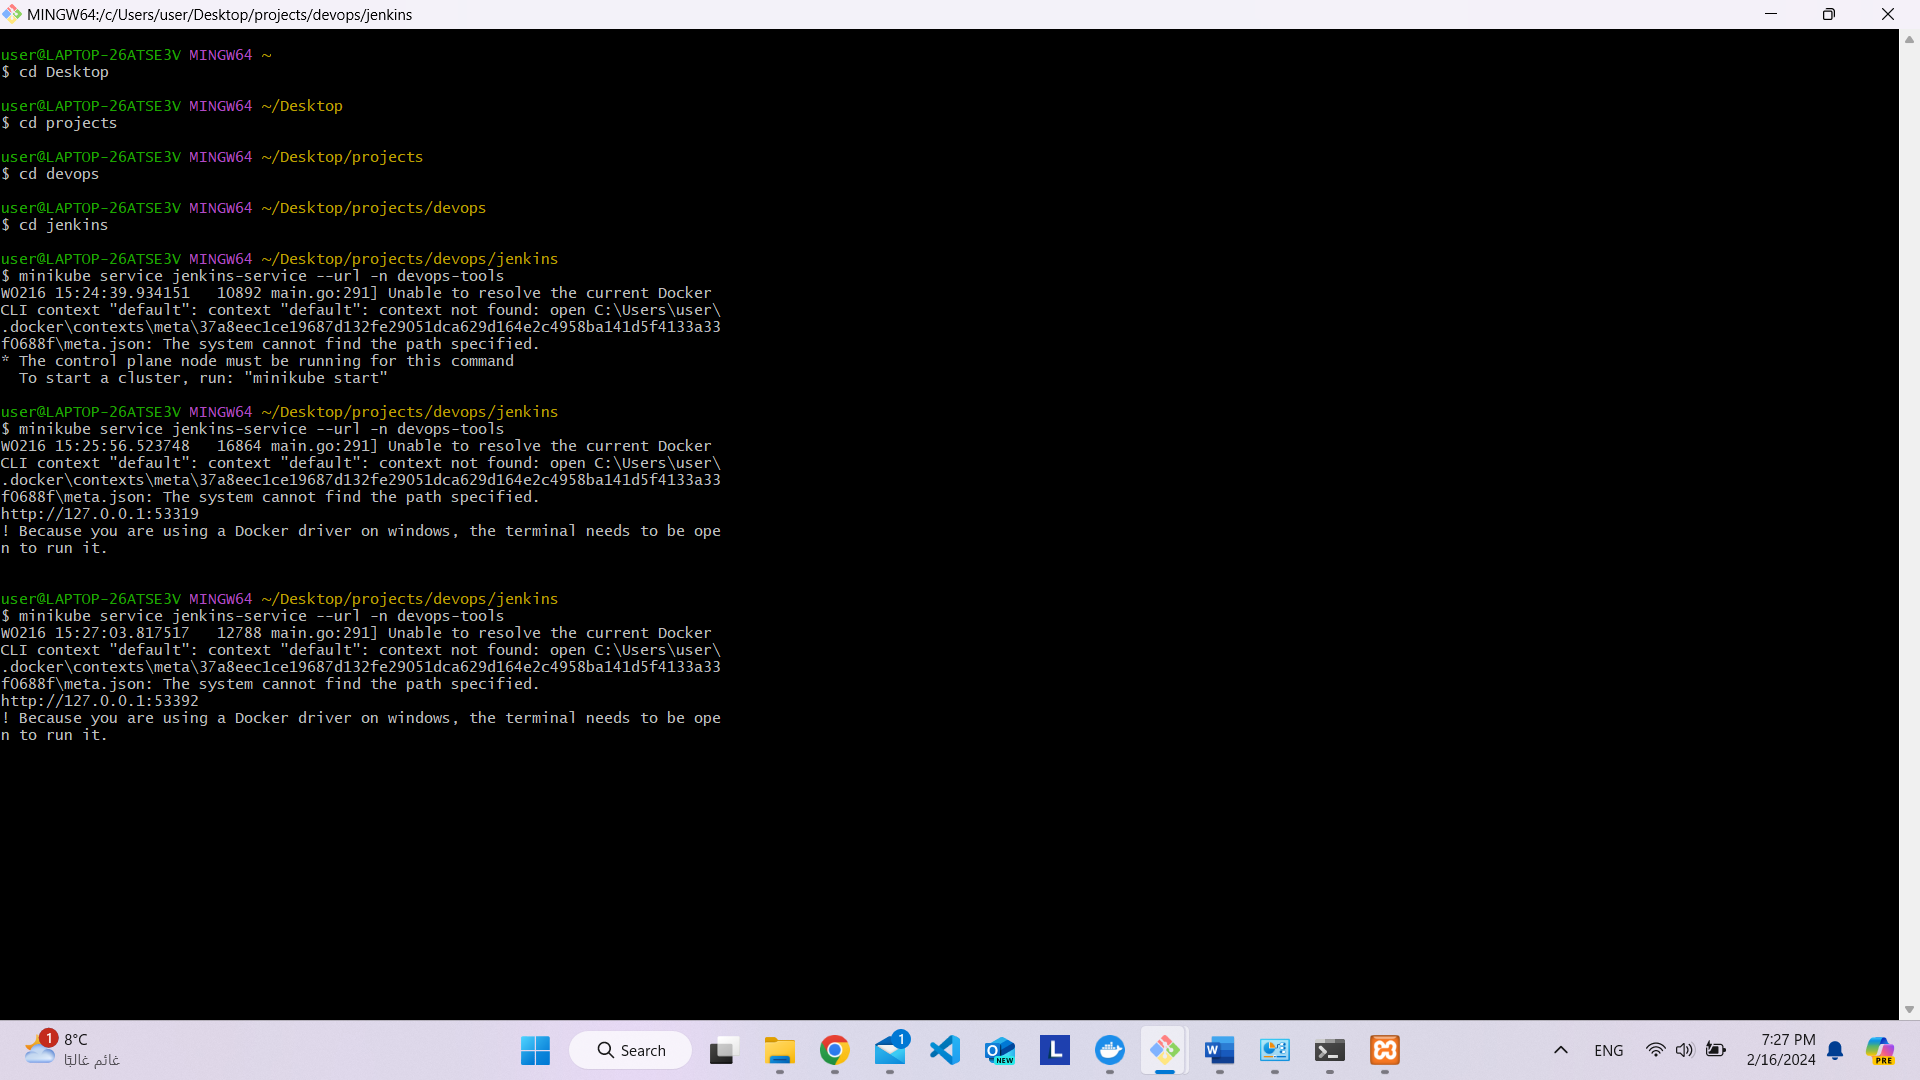 MINGW64:/c/Users/user/Desktop/projects/devops/jenkins
user@LAPTOP-26ATSE3V MINGW64 ~
$ cd Desktop
user@LAPTOP-26ATSE3V MINGW64 ~/Desktop
$ cd projects
user@LAPTOP-26ATSE3V MINGW64 ~/Desktop/projects
$ cd devops
user@LAPTOP-26ATSE3V MINGW64 ~/Desktop/projects/devops
$ cd jenkins
user@LAPTOP-26ATSE3V MINGW64 ~/Desktop/projects/devops/jenkins
$ minikube service jenkins-service --url -n devops-tools
W0216 15:24:39.934151   10892 main.go:291] Unable to resolve the current Docker
CLI context "default": context "default": context not found: open C:\Users\user\
.docker\contexts\meta\37a8eec1ce19687d132fe29051dca629d164e2c4958ba141d5f4133a33
f0688f\meta.json: The system cannot find the path specified.
* The control plane node must be running for this command
  To start a cluster, run: "minikube start"
user@LAPTOP-26ATSE3V MINGW64 ~/Desktop/projects/devops/jenkins
$ minikube service jenkins-service --url -n devops-tools
W0216 15:25:56.523748   16864 main.go:291] Unable to resolve the current Docker
CLI context "default": context "default": context not found: open C:\Users\user\
.docker\contexts\meta\37a8eec1ce19687d132fe29051dca629d164e2c4958ba141d5f4133a33
f0688f\meta.json: The system cannot find the path specified.
http://127.0.0.1:53319
! Because you are using a Docker driver on windows, the terminal needs to be ope
n to run it.
user@LAPTOP-26ATSE3V MINGW64 ~/Desktop/projects/devops/jenkins
$ minikube service jenkins-service --url -n devops-tools
W0216 15:27:03.817517   12788 main.go:291] Unable to resolve the current Docker
CLI context "default": context "default": context not found: open C:\Users\user\
.docker\contexts\meta\37a8eec1ce19687d132fe29051dca629d164e2c4958ba141d5f4133a33
f0688f\meta.json: The system cannot find the path specified.
http://127.0.0.1:53392
! Because you are using a Docker driver on windows, the terminal needs to be ope
n to run it.
1
8°C
غائم غالبًا
Search
1
NEW
L
W
ENG
7:27 PM
2/16/2024
PRE